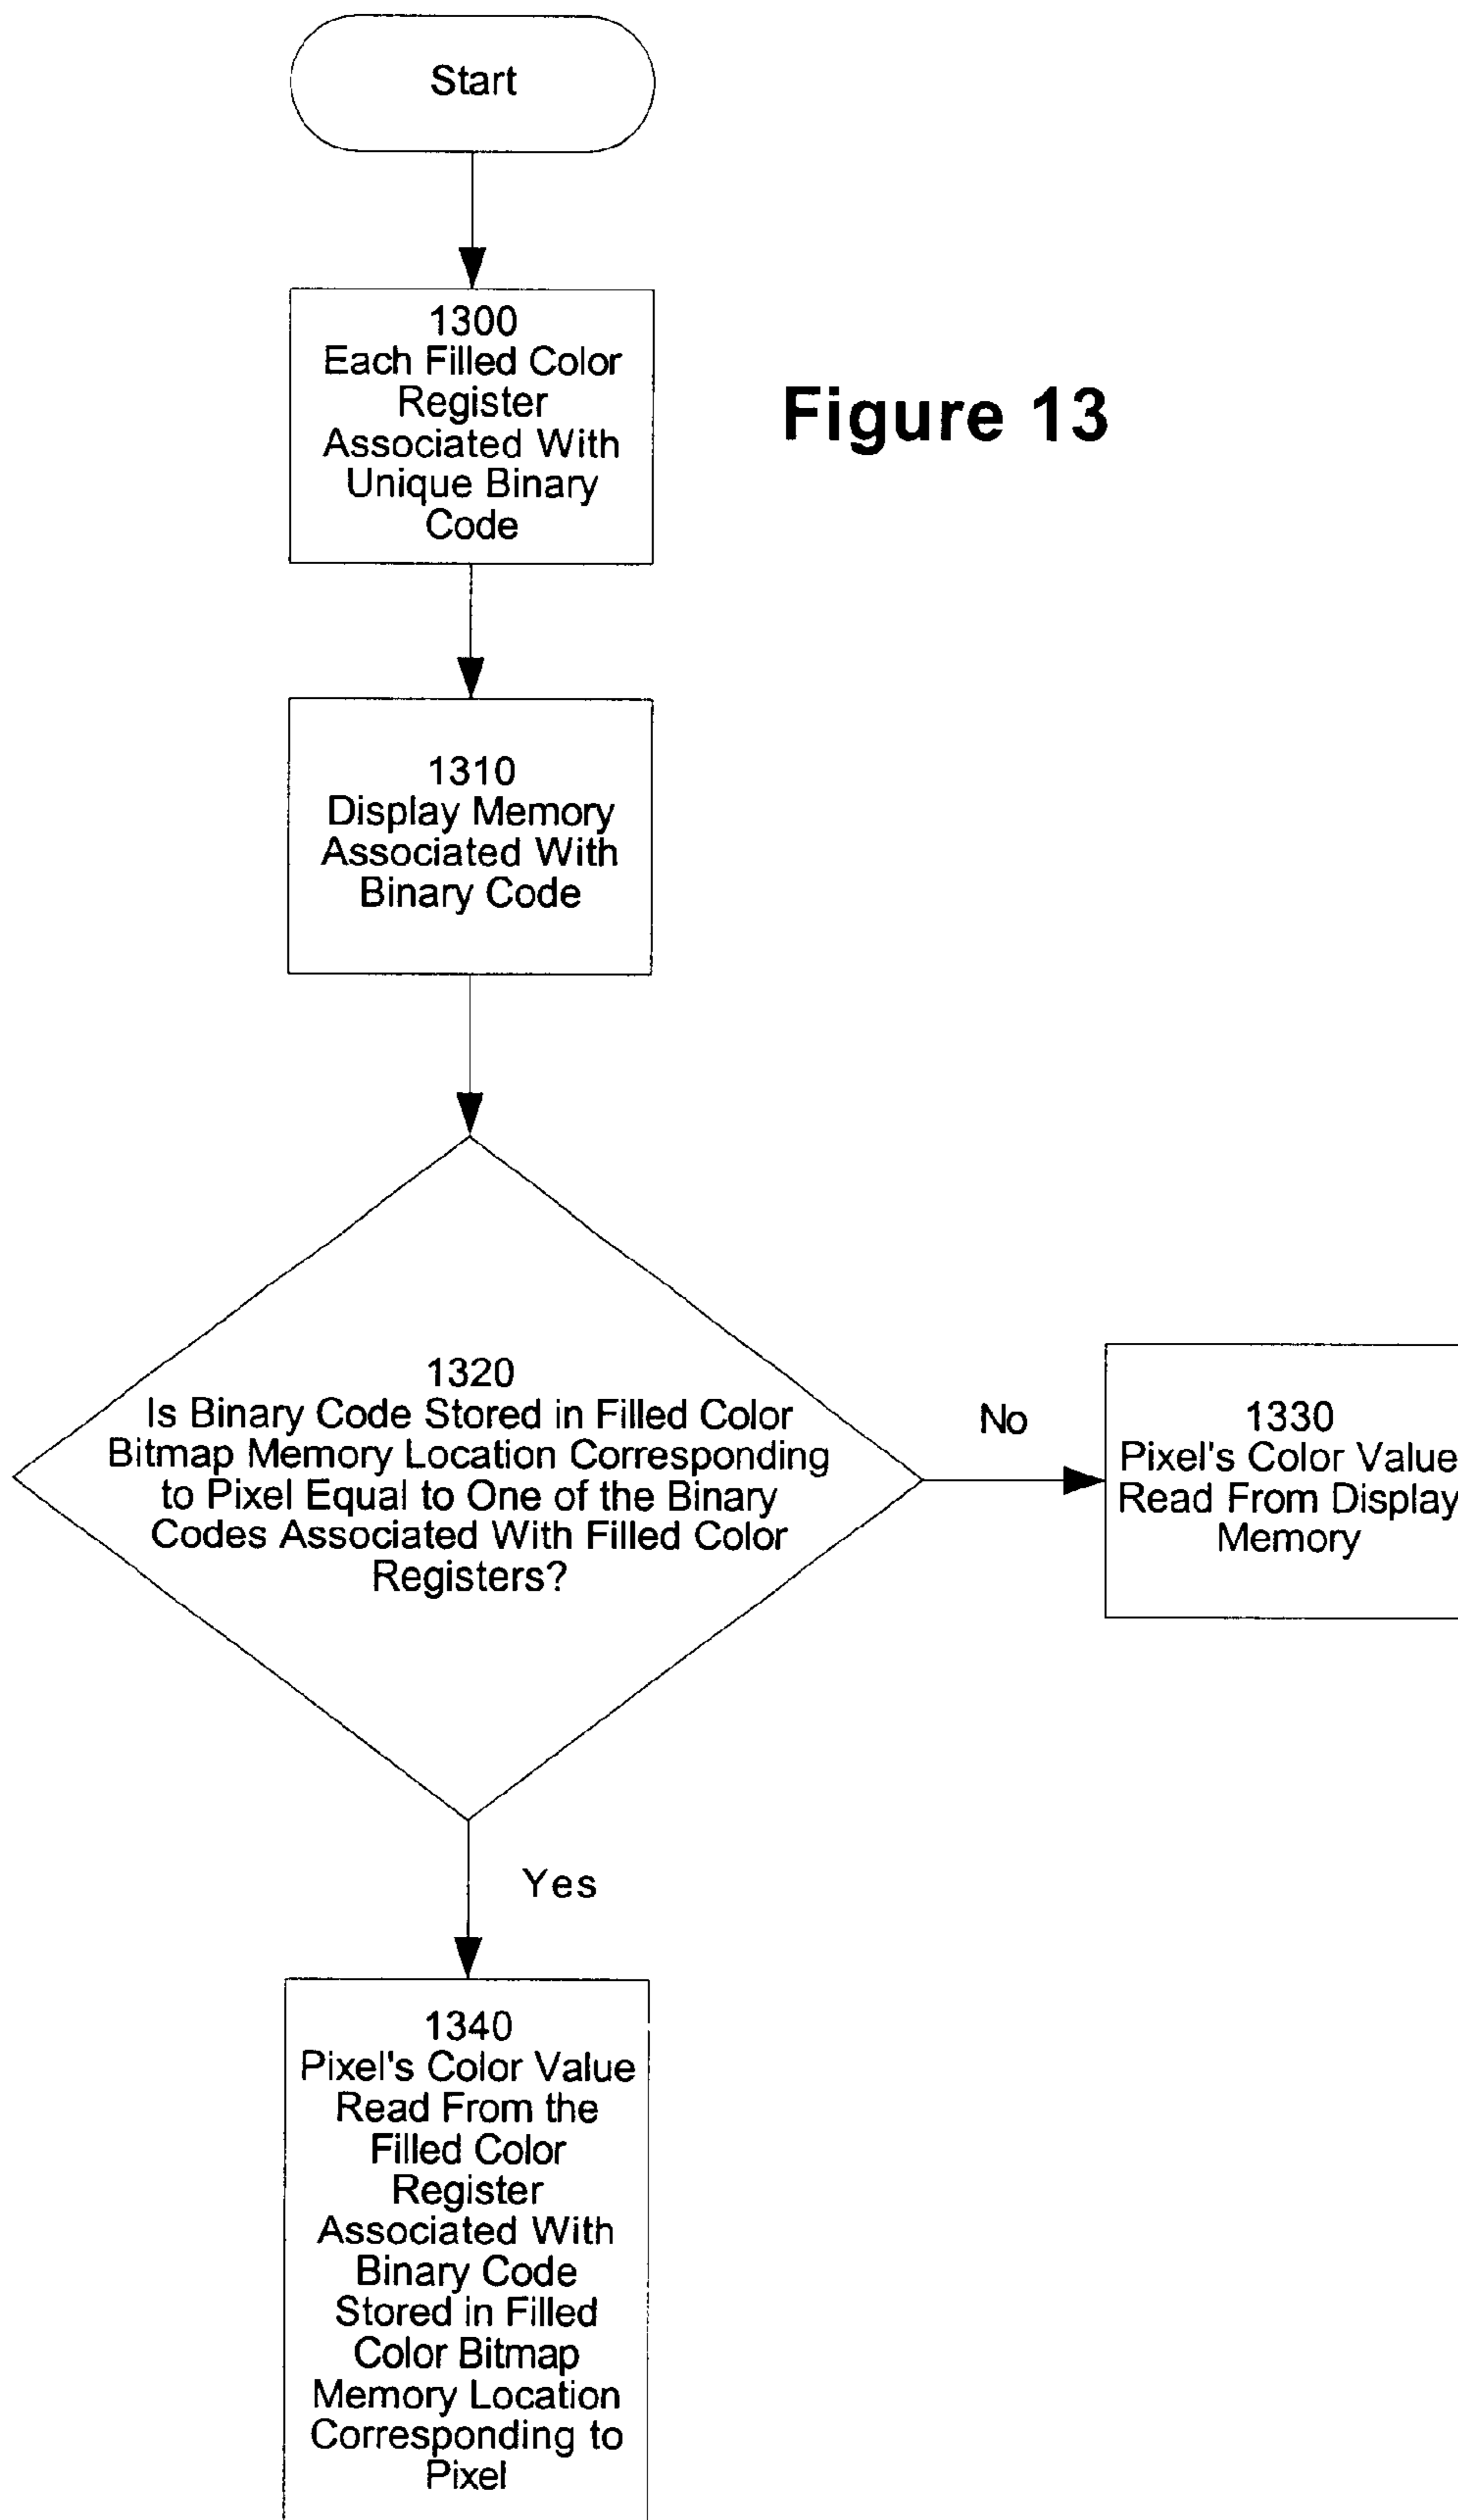 Start
1300
Each Filled Color
Register
Associated With
Unique Binary
Code
Figure 13
1310
Display Memory
Associated With
Binary Code
1320
Is Binary Code Stored in Filled Color
Bitmap Memory Location Corresponding
to Pixel Equal to One of the Binary
Codes Associated With Filled Color
Registers?
No
1330
Pixel's Color Value
Read From Display
Memory
Yes
1340
Pixel's Color Value
Read From the
Filled Color
Register
Associated With
Binary Code
Stored in Filled
Color Bitmap
Memory Location
Corresponding to
Pixel